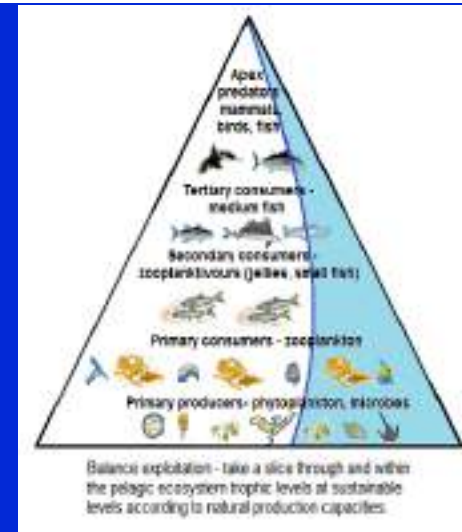 Apex
predators
mammals,
birds, fish
Tertiary consumers -
medium fish
Secondary consumers -
zooplanktivours (jellies, small fish)
Primary consumers - zooplankton
Primary producers- phytoplankton, microbes
Balance exploitation - take a slice through and within
the pelagic ecosystem trophic levels at sustainable
levels according to natural production capacities